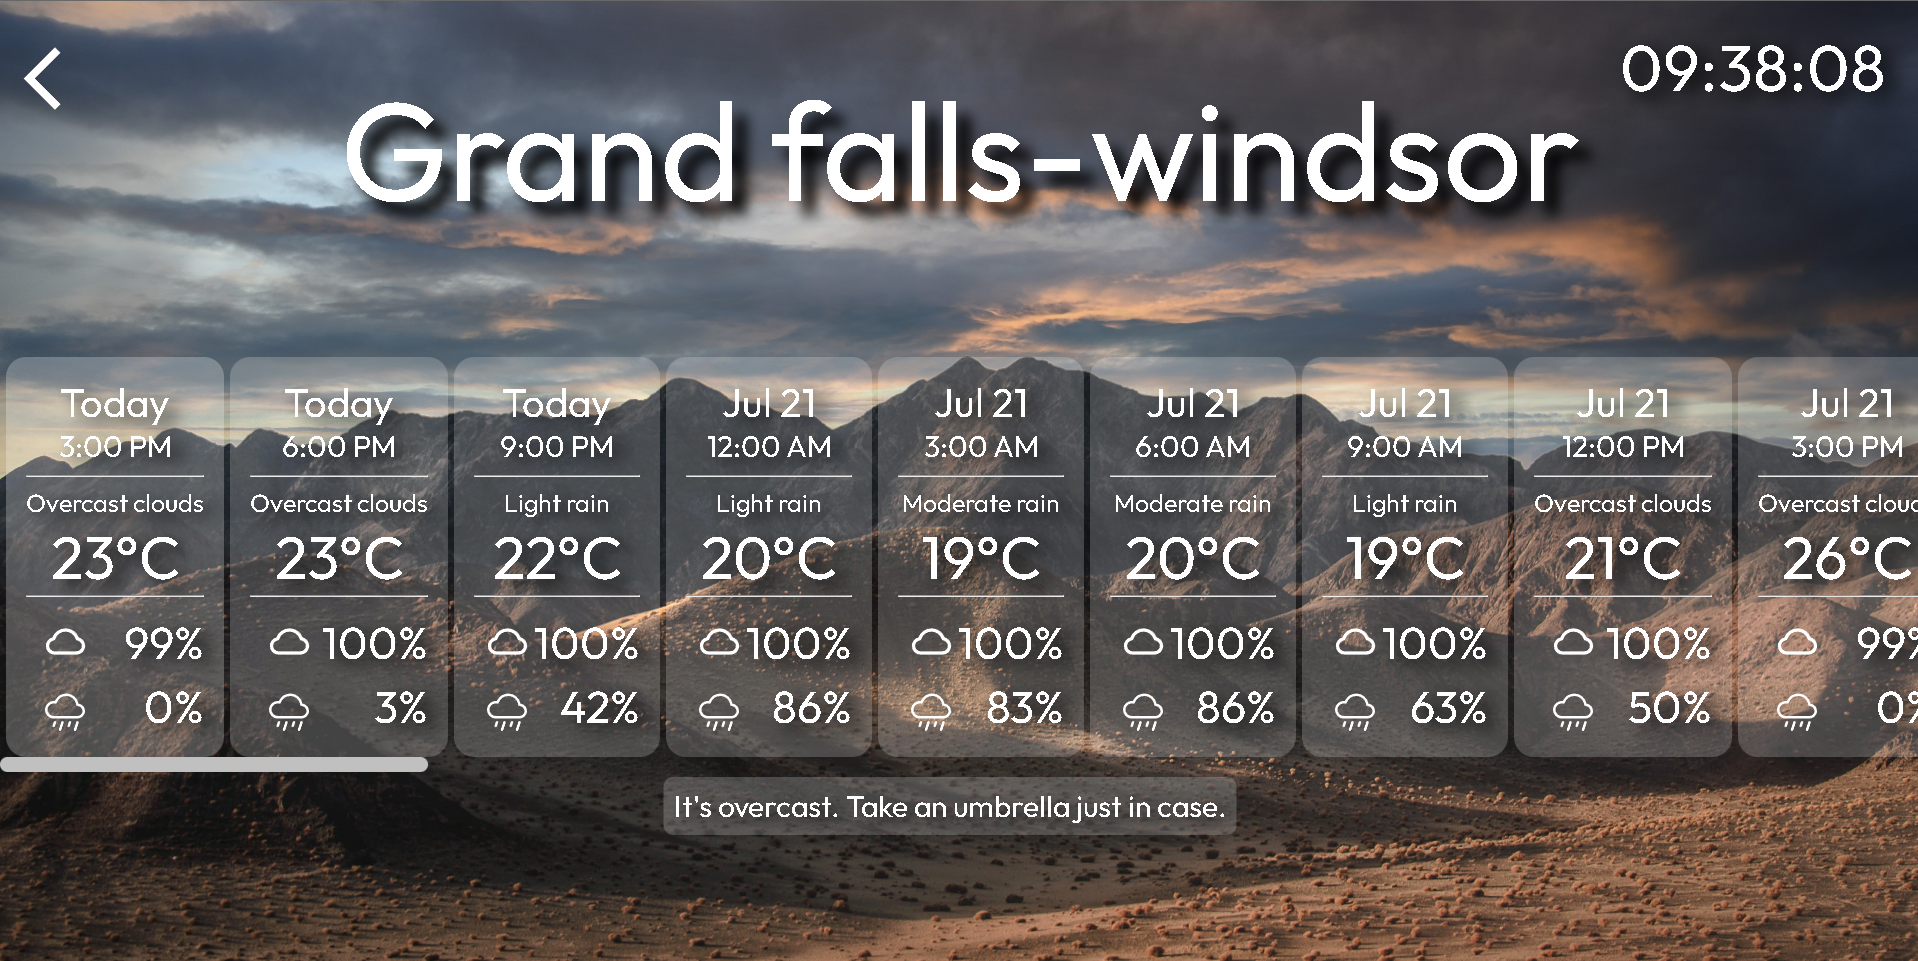 09:38:08
Grand falls-windsor
Today
3:00 PM
Overcast clouds
23°C
99%
0%
Today
6:00 PM
Overcast clouds
23°C
100%
3%
Today
9:00 PM
Light rain
22°C
100%
42%
Jul 21
12:00 AM
Light rain
20°C
100%
86%
Jul 21
3:00 AM
Moderate rain
19°C
100%
83%
Jul 21
6:00 AM
Moderate rain
20°C
100%
86%
Jul 21
9:00 AM
Light rain
19°C
100%
63%
Jul 21
12:00 PM
Overcast clouds
21°C
100%
50%
Jul 21
3:00 PM
Overcast clouds
26°C
99%
0%
It's overcast. Take an umbrella just in case.